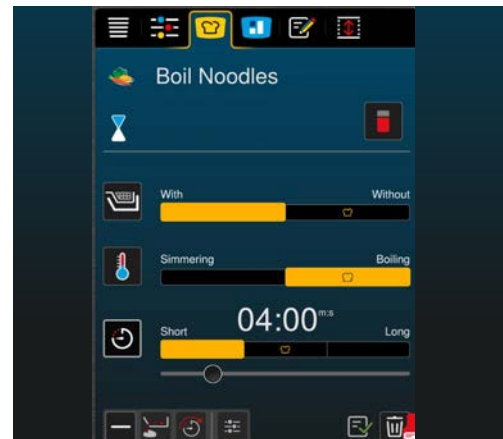 Boil Noodles
With Without
Simmering Boiling
04:00 m:s
Short Long